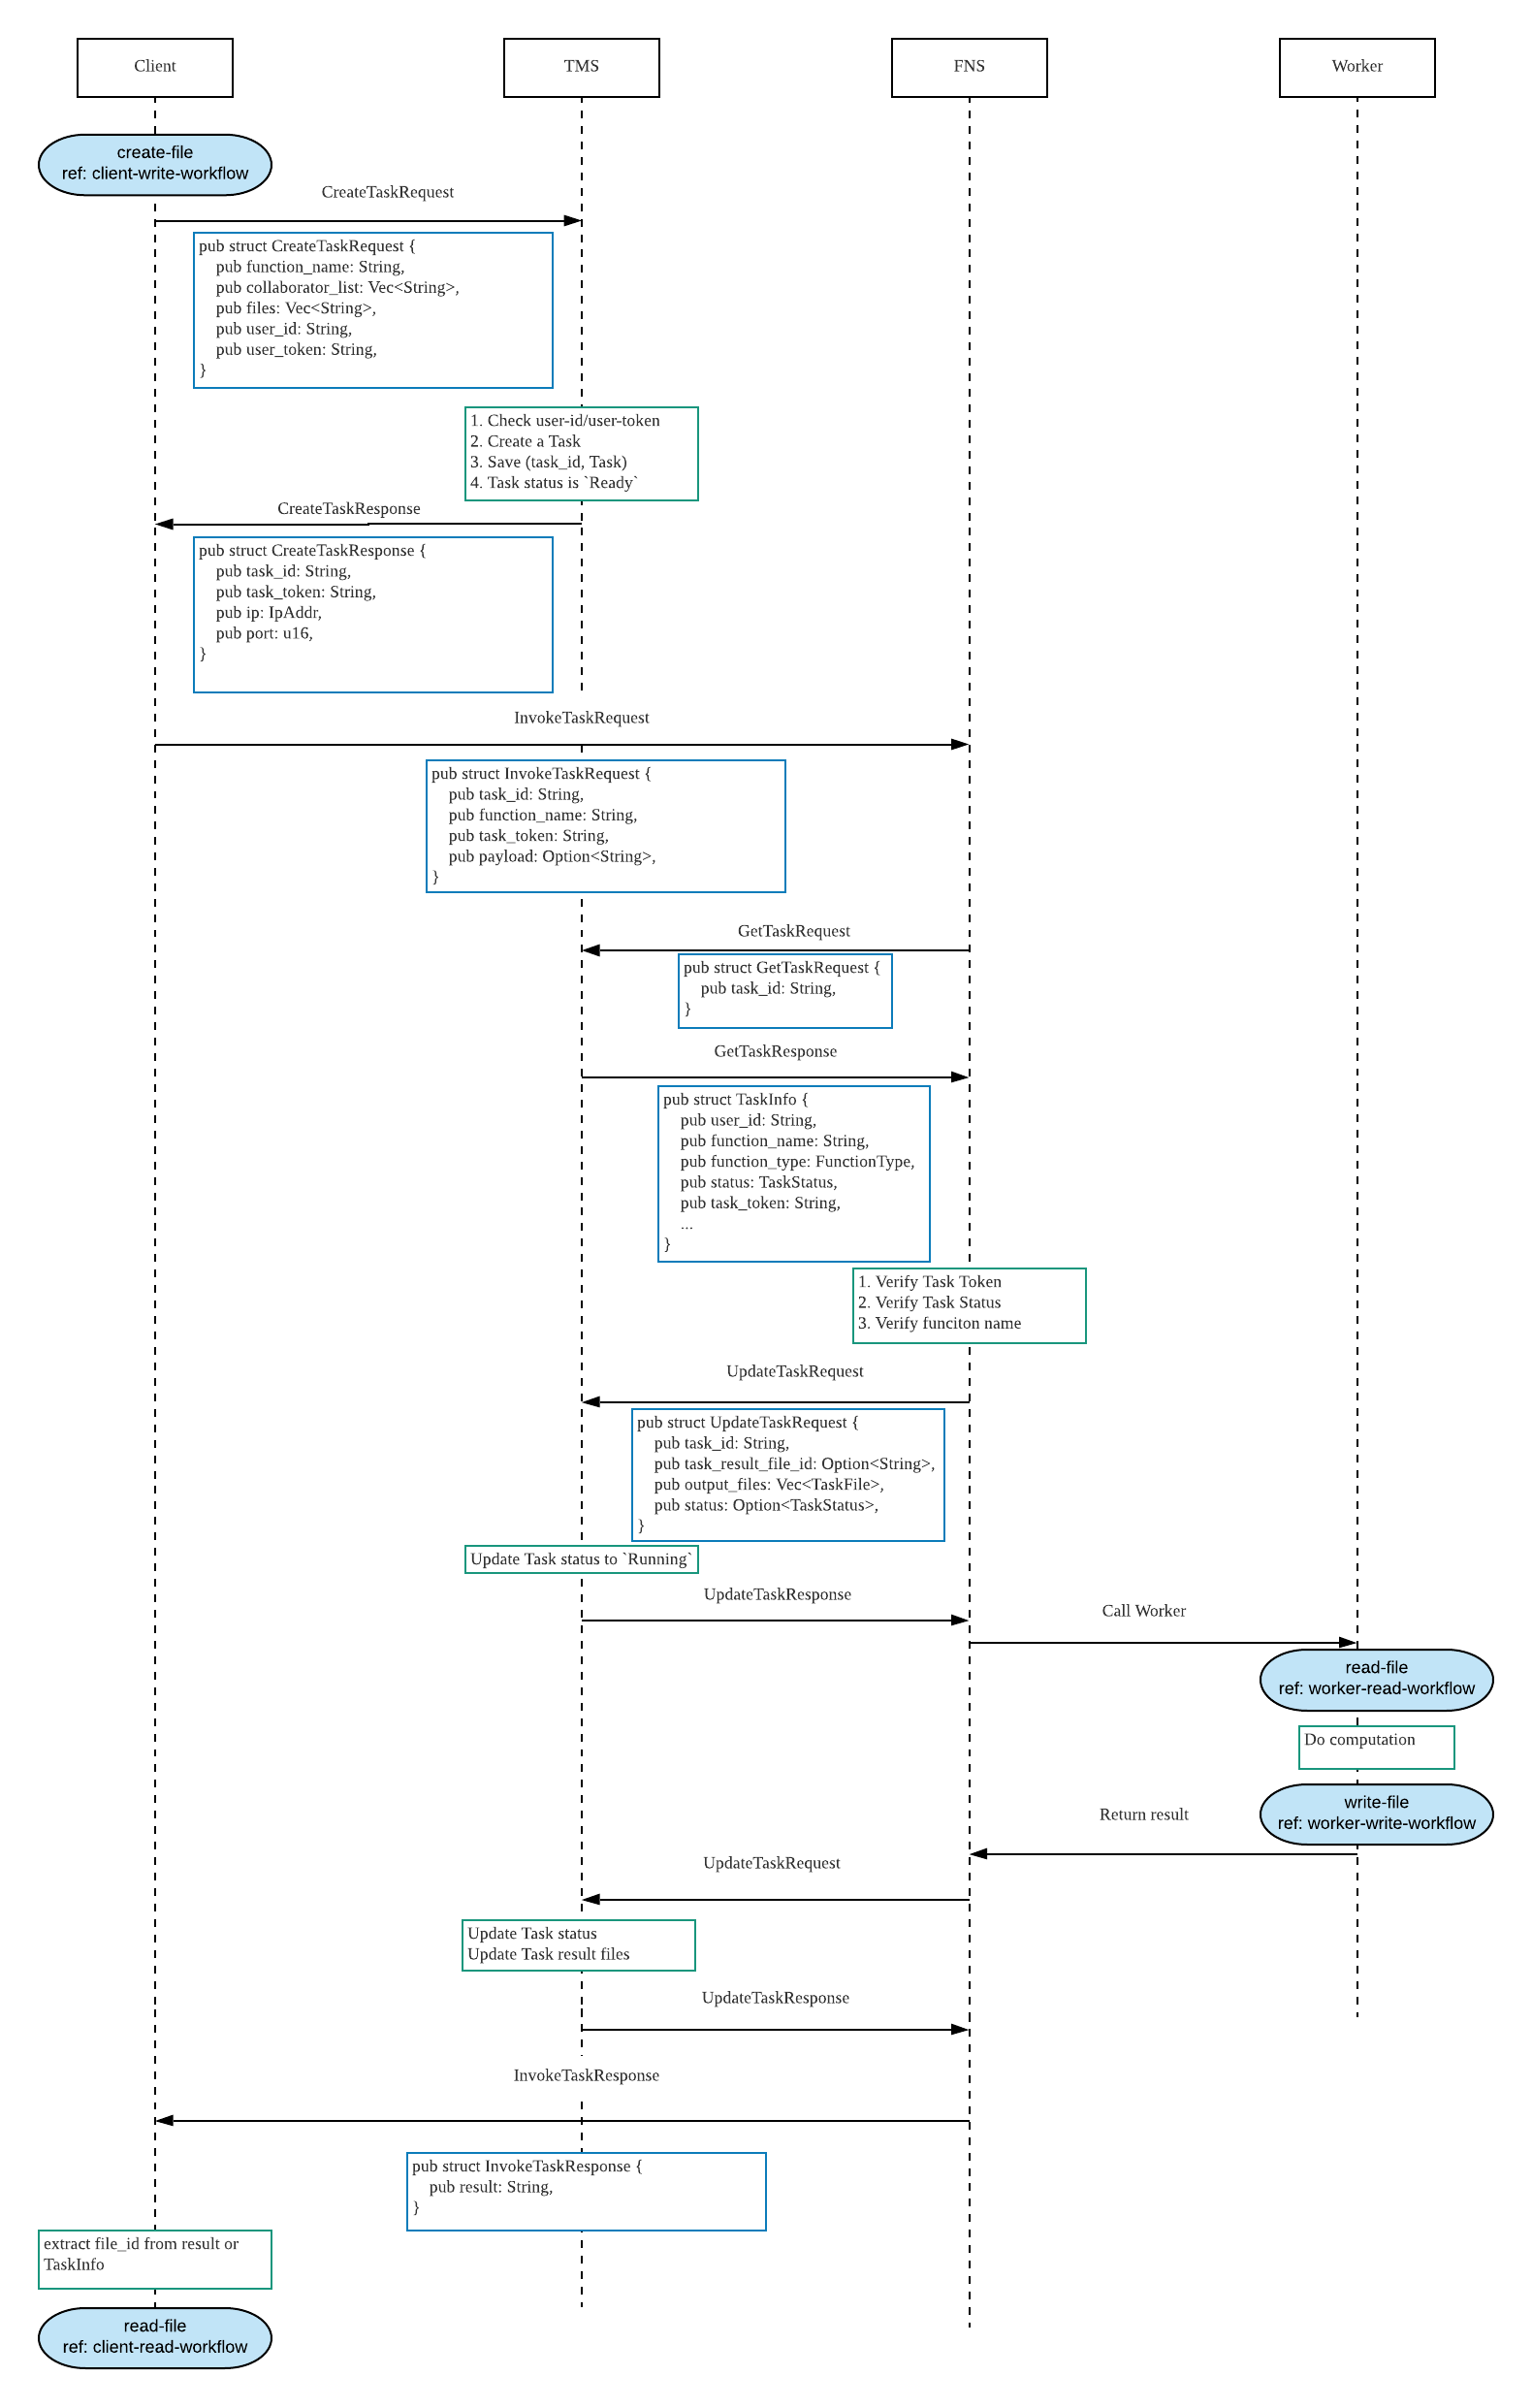 Client
TMS
FNS
Worker
create-file
ref: client-write-workflow
CreateTaskRequest
pub struct CreateTaskRequest {
    pub function_name: String,
    pub collaborator_list: Vec<String>,
    pub files: Vec<String>,
    pub user_id: String,
    pub user_token: String,
}
1. Check user-id/user-token
2. Create a Task
3. Save (task_id, Task)
4. Task status is `Ready`
CreateTaskResponse
pub struct CreateTaskResponse {
    pub task_id: String,
    pub task_token: String,
    pub ip: IpAddr,
    pub port: u16,
}
InvokeTaskRequest
pub struct InvokeTaskRequest {
    pub task_id: String,
    pub function_name: String,
    pub task_token: String,
    pub payload: Option<String>,
}
GetTaskRequest
pub struct GetTaskRequest {
    pub task_id: String,
}
GetTaskResponse
pub struct TaskInfo {
    pub user_id: String,
    pub function_name: String,
    pub function_type: FunctionType,
    pub status: TaskStatus,
    pub task_token: String,
    ...
}
1. Verify Task Token
2. Verify Task Status
3. Verify funciton name
UpdateTaskRequest
pub struct UpdateTaskRequest {
    pub task_id: String,
    pub task_result_file_id: Option<String>,
    pub output_files: Vec<TaskFile>,
    pub status: Option<TaskStatus>,
}
Update Task status to `Running`
UpdateTaskResponse
Call Worker
read-file
ref: worker-read-workflow
Do computation
write-file
ref: worker-write-workflow
Return result
UpdateTaskRequest
Update Task status
Update Task result files
UpdateTaskResponse
InvokeTaskResponse
pub struct InvokeTaskResponse {
    pub result: String,
}
extract file_id from result or
TaskInfo
read-file
ref: client-read-workflow